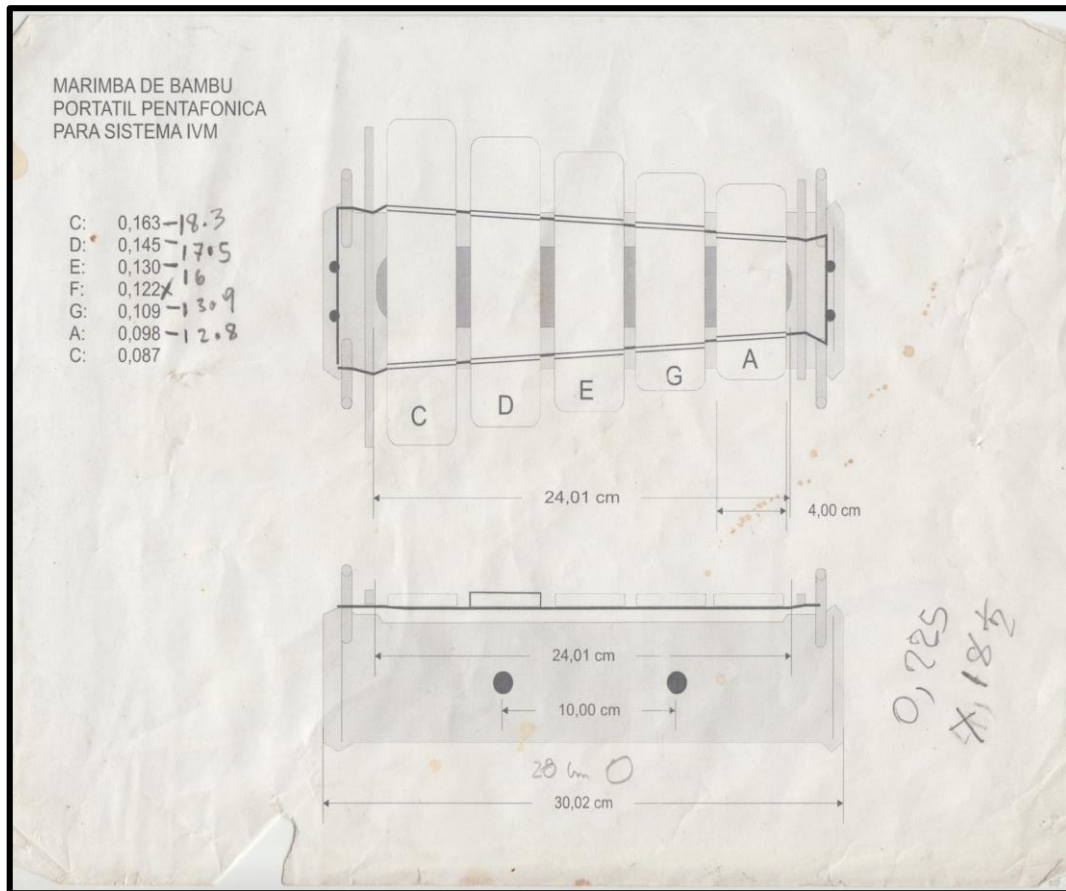 MARIMBA DE BAMBU
PORTATIL PENTAFONICA
PARA SISTEMA IVM
C: 0,163 - 18.3
D: 0,145 - 17.5
E: 0,130 - 16
F: 0,122 x
G: 0,109 - 13.9
A: 0,098 - 12.8
C: 0,087
C
D
E
G
A
24,01 cm
4,00 cm
24,01 cm
10,00 cm
28 cm
30,02 cm
0,225